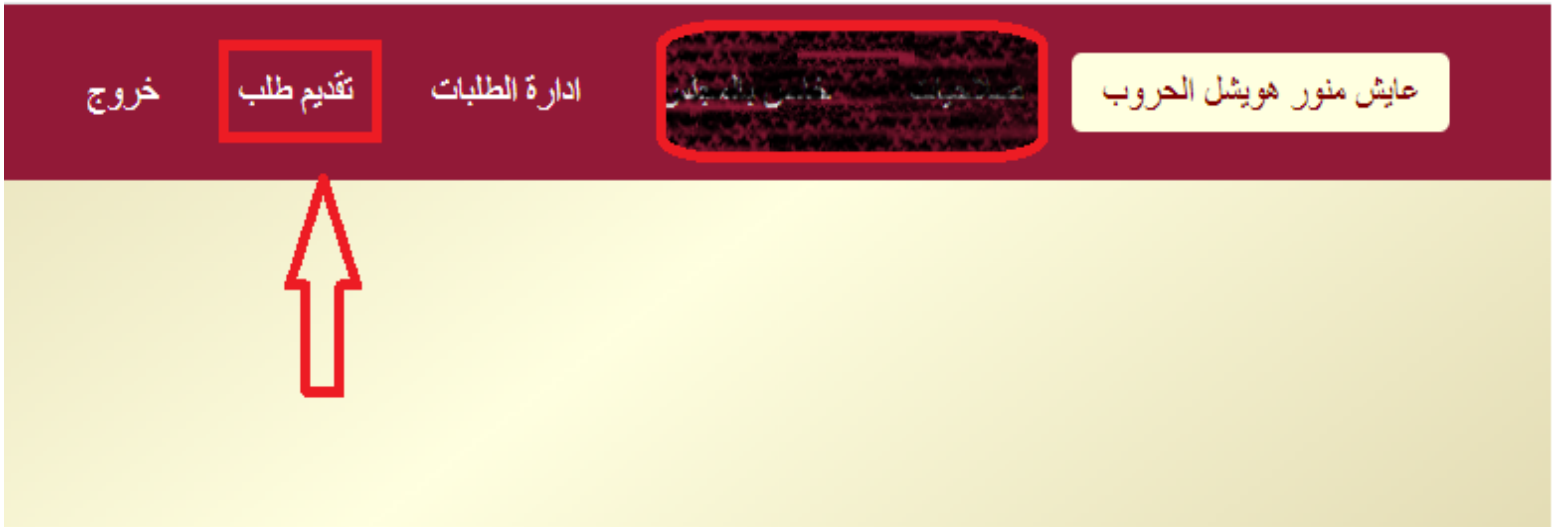 عايش منور هويشل الحروب ادارة الطلبات تقديم طلب خروج